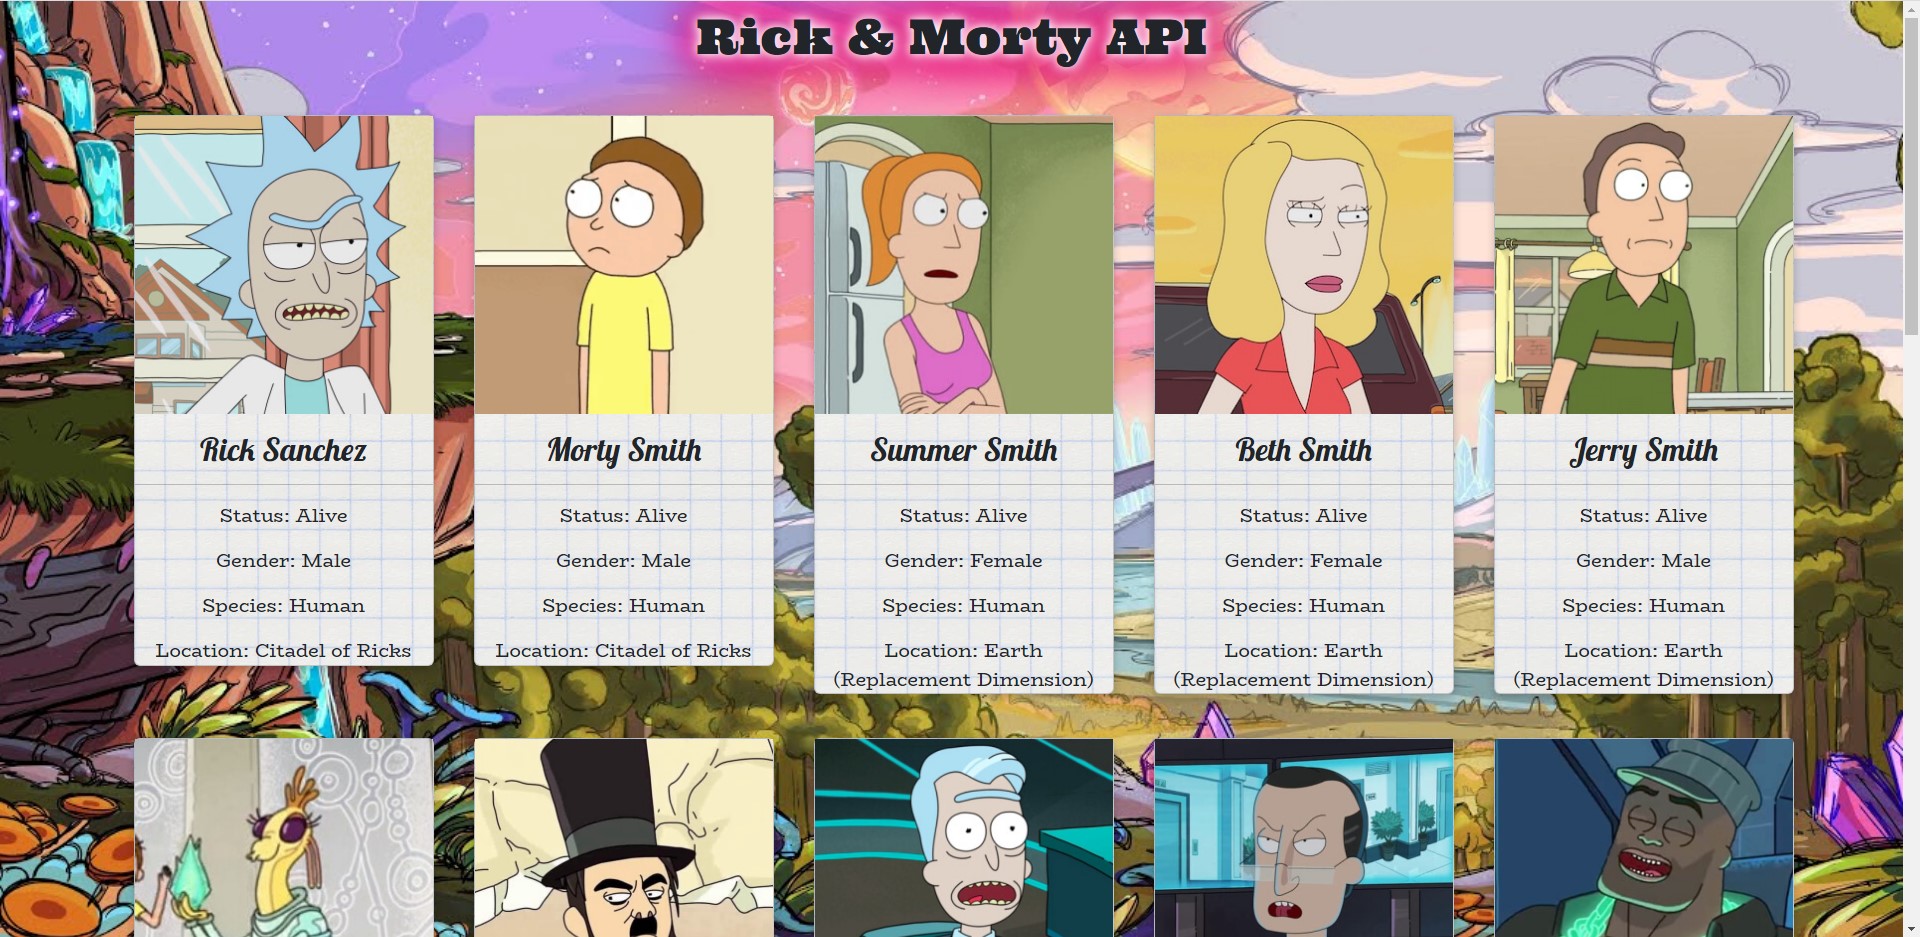 Rick & Morty API
Rick Sanchez
Status: Alive
Gender: Male
Species: Human
Location: Citadel of Ricks
Morty Smith
Status: Alive
Gender: Male
Species: Human
Location: Citadel of Ricks
Summer Smith
Status: Alive
Gender: Female
Species: Human
Location: Earth
(Replacement Dimension)
Beth Smith
Status: Alive
Gender: Female
Species: Human
Location: Earth
(Replacement Dimension)
Jerry Smith
Status: Alive
Gender: Male
Species: Human
Location: Earth
(Replacement Dimension)